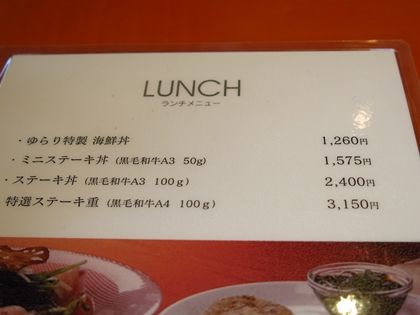 LUNCH
ランチメニュー
・ゆらり特製 海鮮丼 1,260円
・ミニステーキ丼 (黒毛和牛A3 50g) 1,575円
・ステーキ丼 (黒毛和牛A3 100g) 2,400円
特選ステーキ重 (黒毛和牛A4 100g) 3,150円